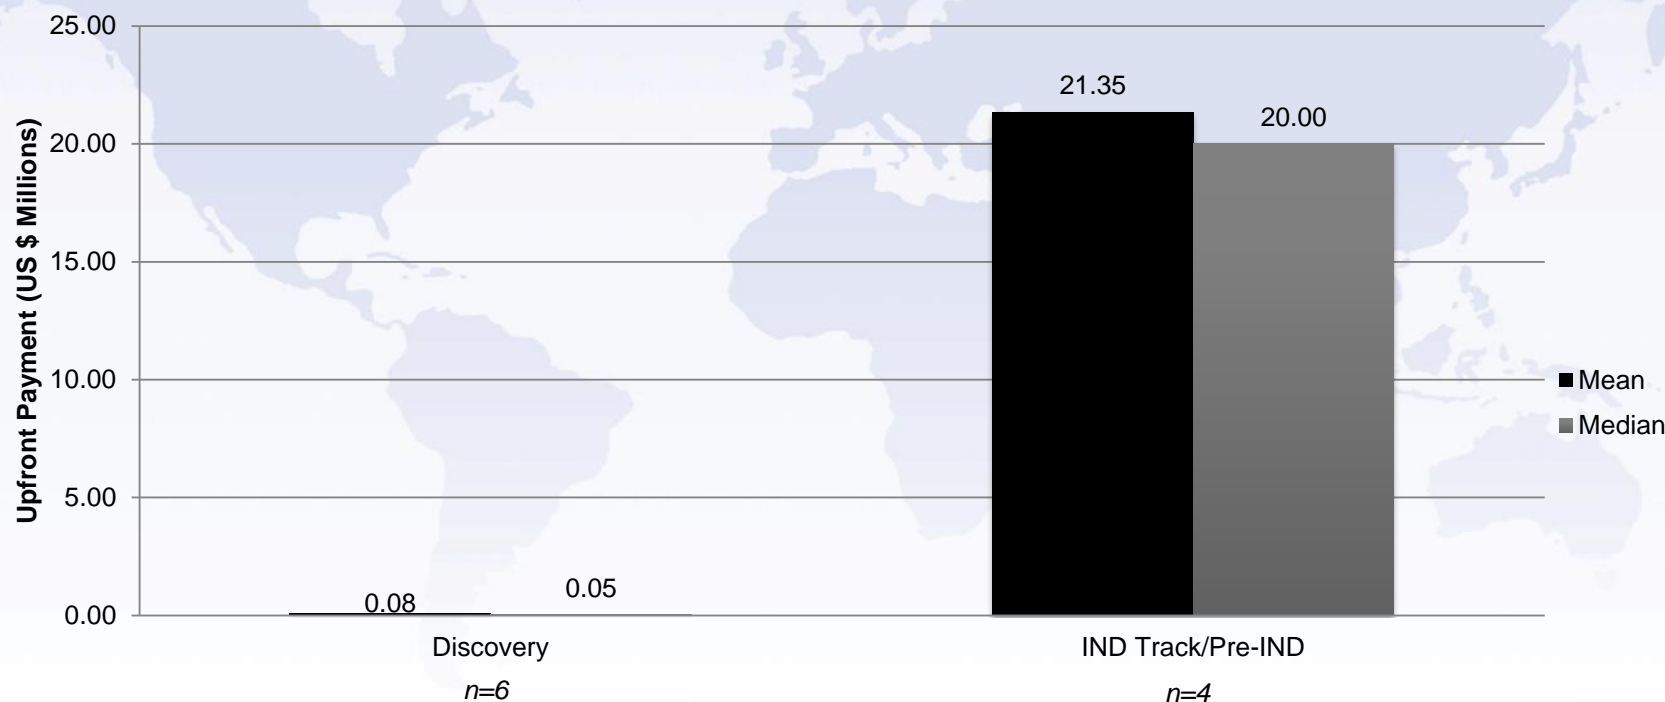 25.00
20.00
15.00
10.00
5.00
0.00
Upfront Payment (US $ Millions)
21.35
20.00
0.08
0.05
Mean
Median
Discovery
IND Track/Pre-IND
n=6
n=4